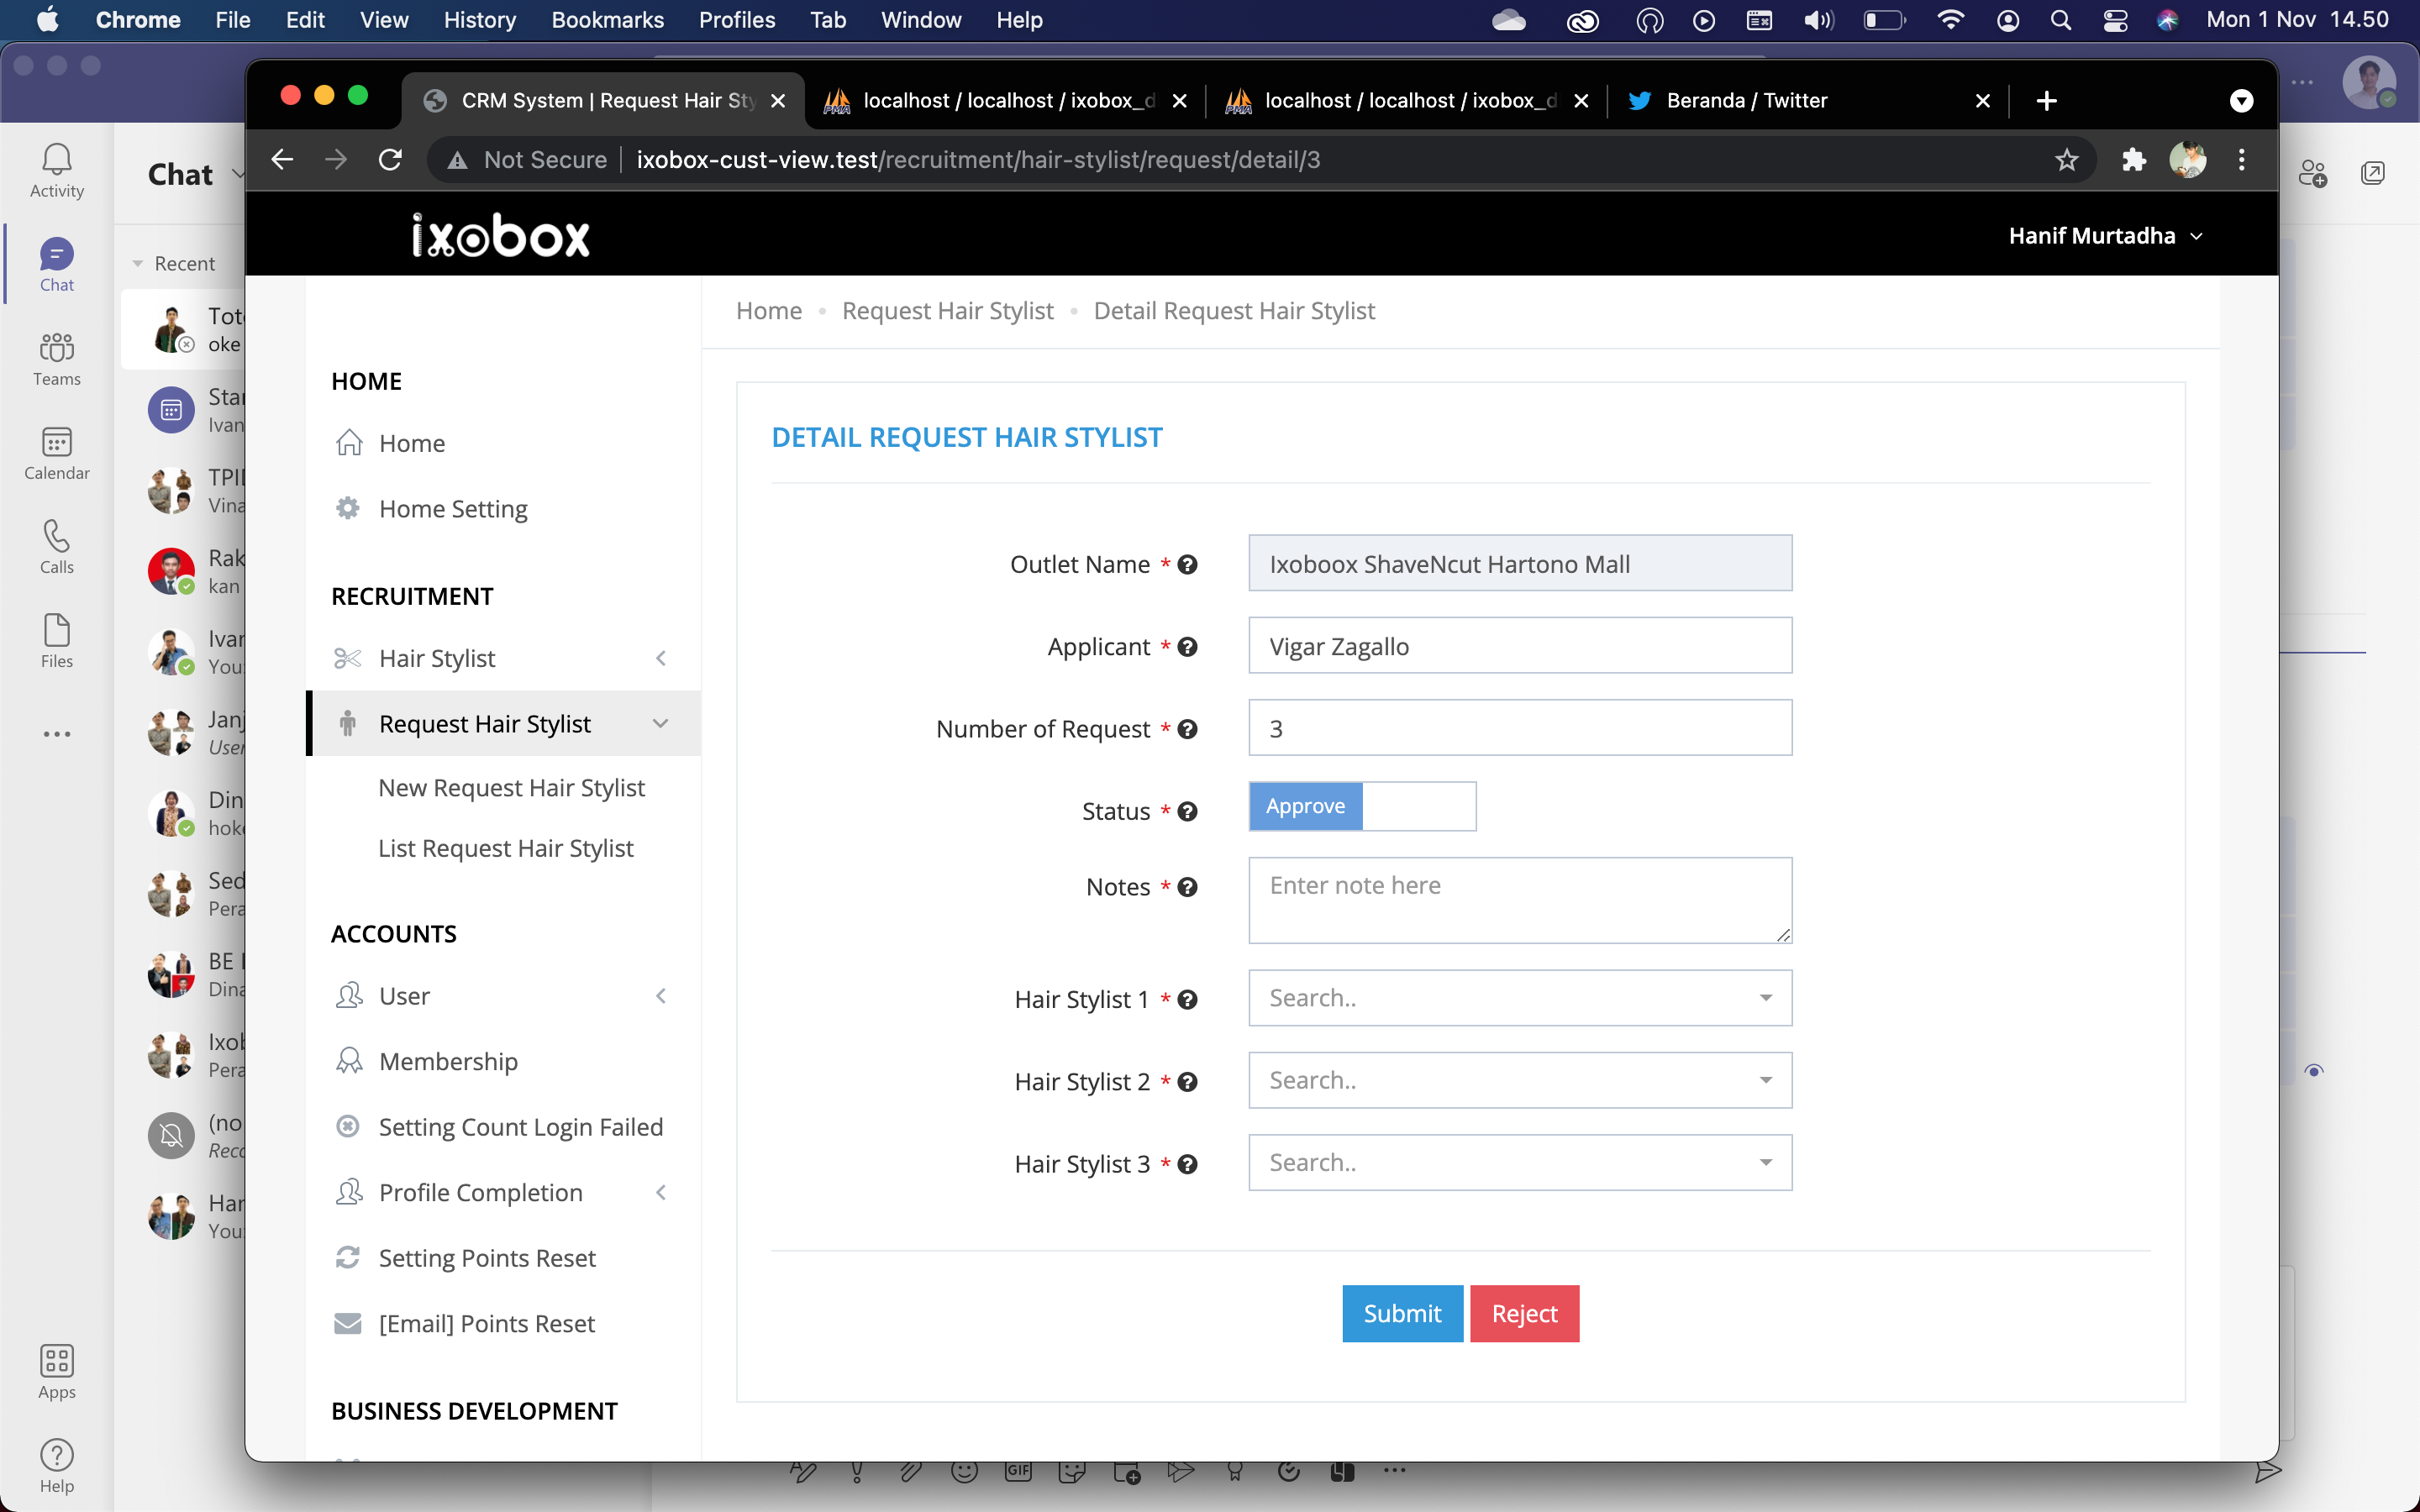 Chrome File Edit View History Bookmarks Profiles Tab Window Help Mon 1 Nov 14.50
CRM System | Request Hair Sty
localhost / localhost / ixobox_d
localhost / localhost / ixobox_d
Beranda / Twitter
Not Secure ixobox-cust-view.test/recruitment/hair-stylist/request/detail/3
Activity
Chat
Teams
Calendar
Calls
Files
Apps
Help
Chat
Recent
Tot
oke
Star
Ivan
TPI
Vina
Rak
kan
Ivar
You:
Janj
User
Din
hok
Sed
Pera
BE
Dina
Ixob
Pera
(no
Reco
Har
You:
ixobox
Hanif Murtadha
HOME
Home
Home Setting
RECRUITMENT
Hair Stylist
Request Hair Stylist
New Request Hair Stylist
List Request Hair Stylist
ACCOUNTS
User
Membership
Setting Count Login Failed
Profile Completion
Setting Points Reset
[Email] Points Reset
BUSINESS DEVELOPMENT
Home • Request Hair Stylist • Detail Request Hair Stylist
DETAIL REQUEST HAIR STYLIST
Outlet Name * Ixoboox ShaveNcut Hartono Mall
Applicant * Vigar Zagallo
Number of Request * 3
Status * Approve
Notes * Enter note here
Hair Stylist 1 * Search..
Hair Stylist 2 * Search..
Hair Stylist 3 * Search..
Submit Reject
GIF